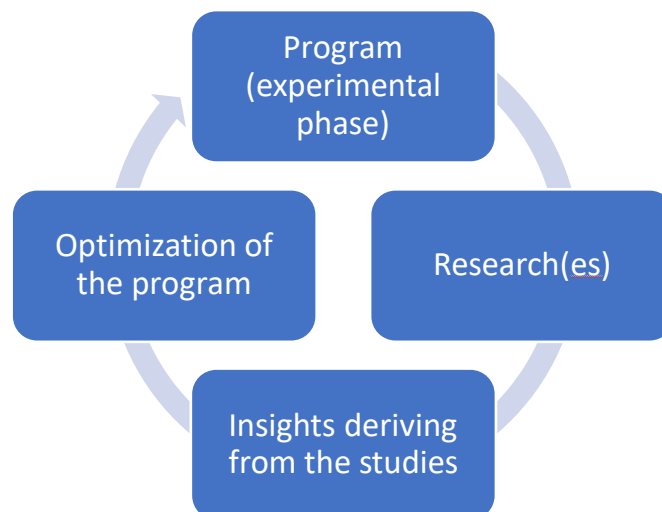 Program
(experimental
phase)
Research(es)
Insights deriving
from the studies
Optimization of
the program